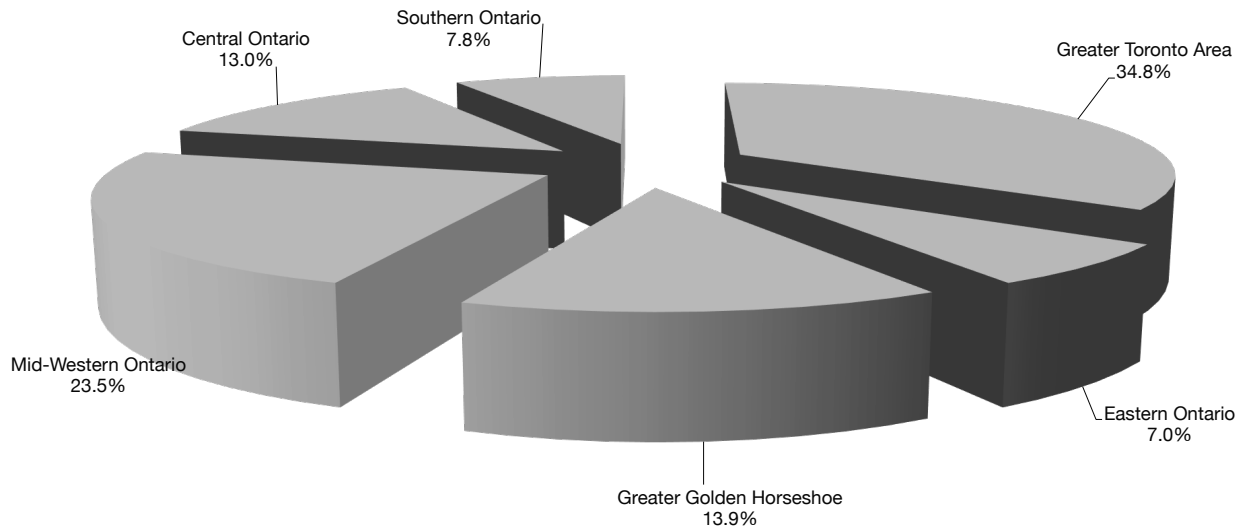 Southern Ontario
7.8%
Central Ontario
13.0%
Greater Toronto Area
34.8%
Mid-Western Ontario
23.5%
Eastern Ontario
7.0%
Greater Golden Horseshoe
13.9%